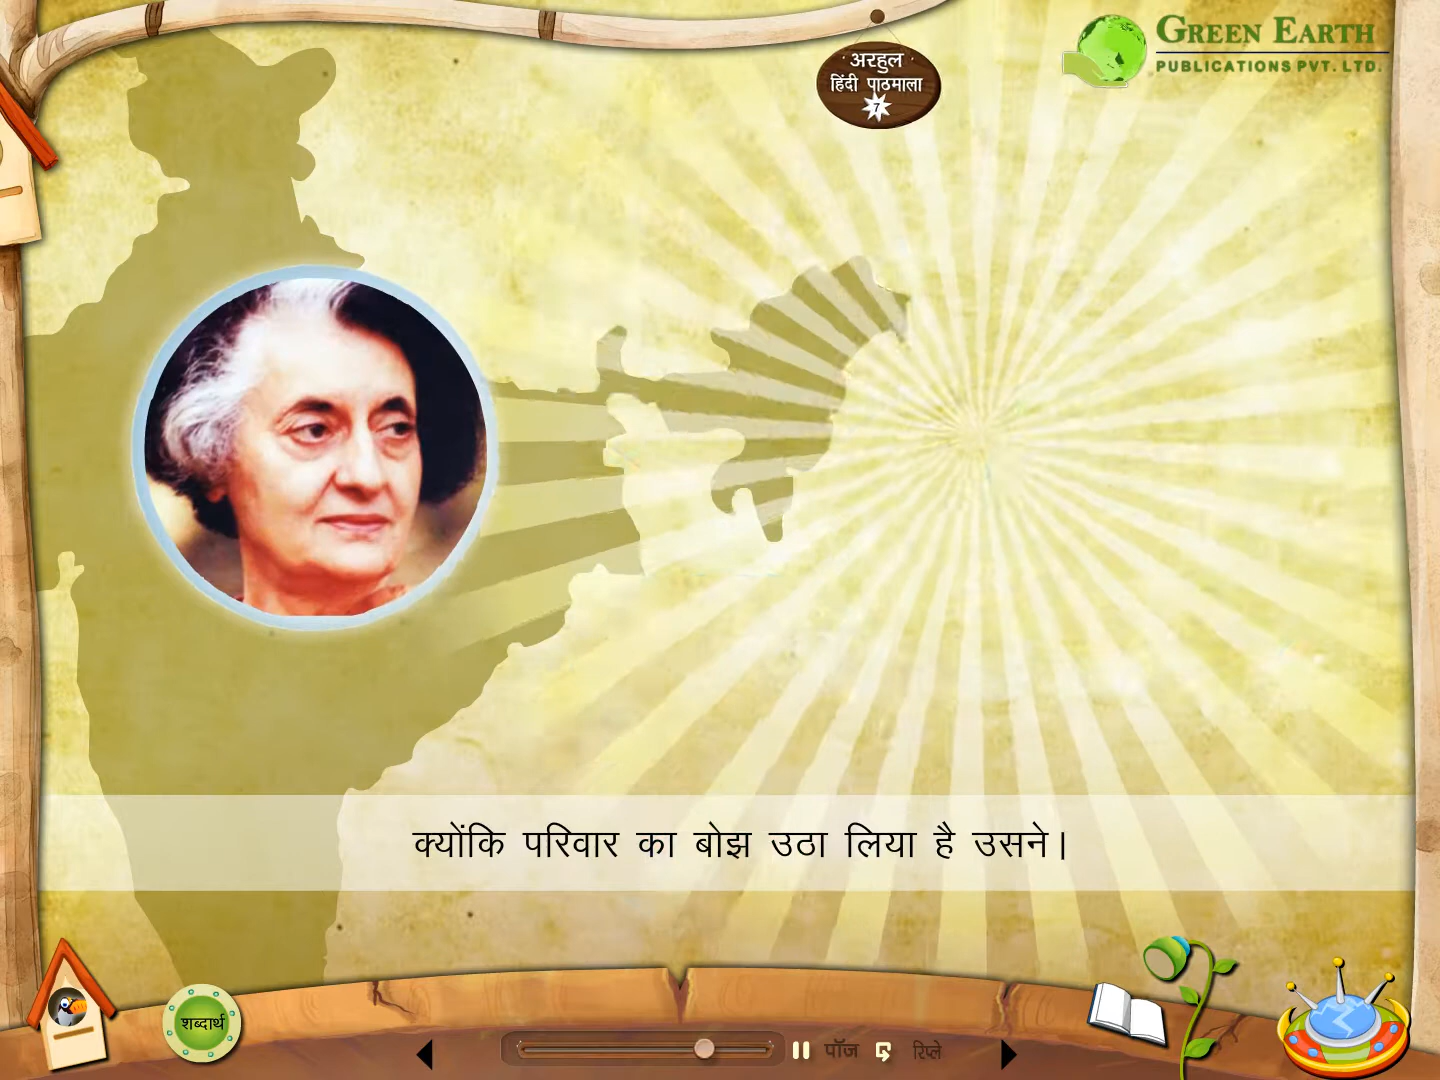 अरहुल
हिंदी पाठमाला
7
GREEN EARTH
PUBLICATIONS PVT. LTD.
क्योंकि परिवार का बोझ उठा लिया है उसने।
शब्दार्थ
पॉज
रिप्ले